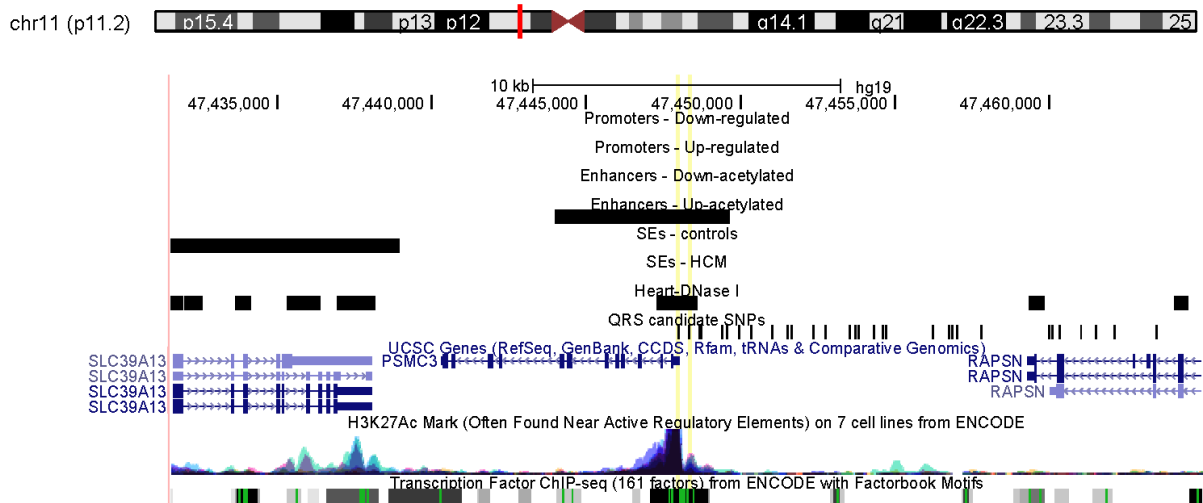 chr11 (p11.2) p15.4 p13 p12 q14.1 q21 q22.3 23.3 25
10 kb hg19
47,435,000 47,440,000 47,445,000 47,450,000 47,455,000 47,460,000
Promoters - Down-regulated
Promoters - Up-regulated
Enhancers - Down-acetylated
Enhancers - Up-acetylated
SEs - controls
SEs - HCM
Heart-DNase I
QRS candidate SNPs
UCSC Genes (RefSeq, GenBank, CCDS, Rfam, tRNAs & Comparative Genomics)
SLC39A13 PSMC3 RAPSN
SLC39A13 RAPSN
SLC39A13 RAPSN
SLC39A13
H3K27Ac Mark (Often Found Near Active Regulatory Elements) on 7 cell lines from ENCODE
Transcription Factor ChIP-seq (161 factors) from ENCODE with Factorbook Motifs